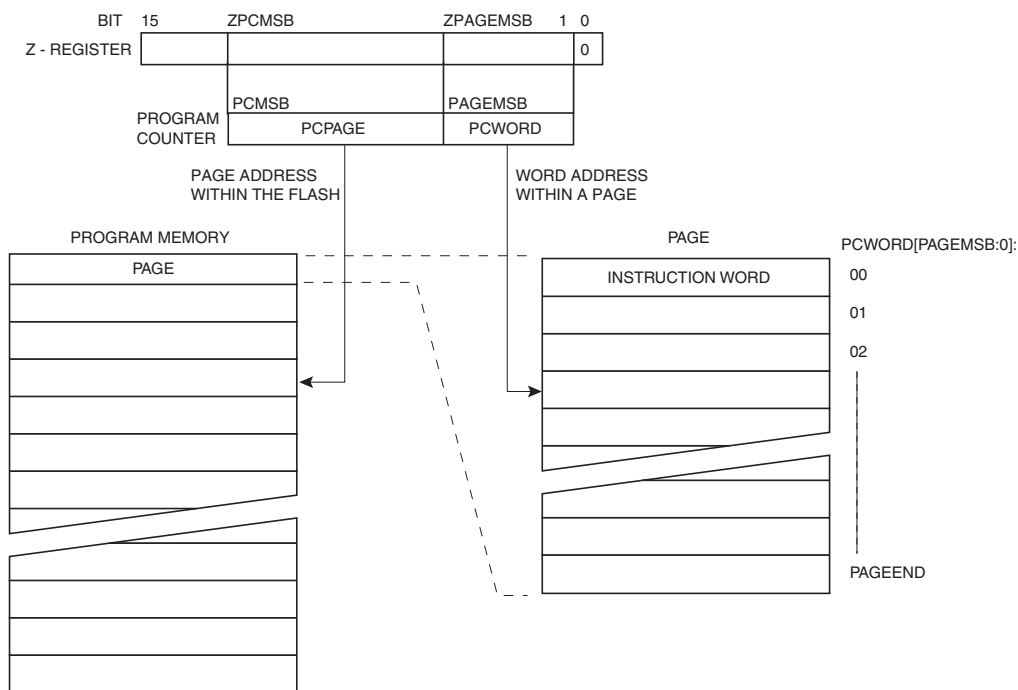 BIT 15 ZPCMSB ZPAGEMSB 1 0
Z - REGISTER 0
PCMSB PAGEMSB
PROGRAM
COUNTER
PCPAGE PCWORD
PAGE ADDRESS
WITHIN THE FLASH
WORD ADDRESS
WITHIN A PAGE
PROGRAM MEMORY
PAGE
PAGE
PCWORD[PAGEMSB:0]:
INSTRUCTION WORD 00
01
02
PAGEEND